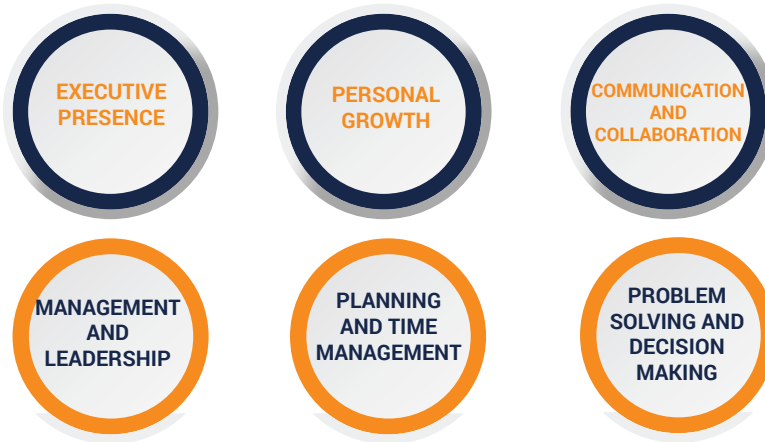 EXECUTIVE
PRESENCE
PERSONAL
GROWTH
COMMUNICATION
AND
COLLABORATION
MANAGEMENT
AND
LEADERSHIP
PLANNING
AND TIME
MANAGEMENT
PROBLEM
SOLVING AND
DECISION
MAKING